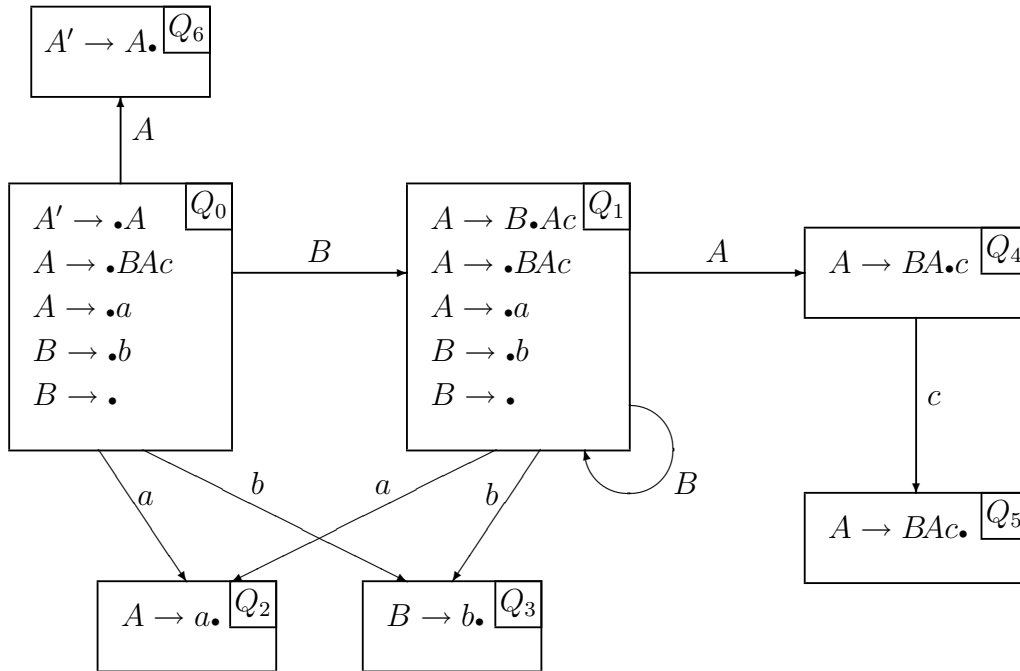 A′ → A• Q₆
A
A′ → •A Q₀
A → •BAc
A → •a
B → •b
B → •
B
A → B•Ac Q₁
A → •BAc
A → •a
B → •b
B → •
A
A → BA•c Q₄
c
B
a
b
a
b
A → a• Q₂
B → b• Q₃
A → BAc• Q₅